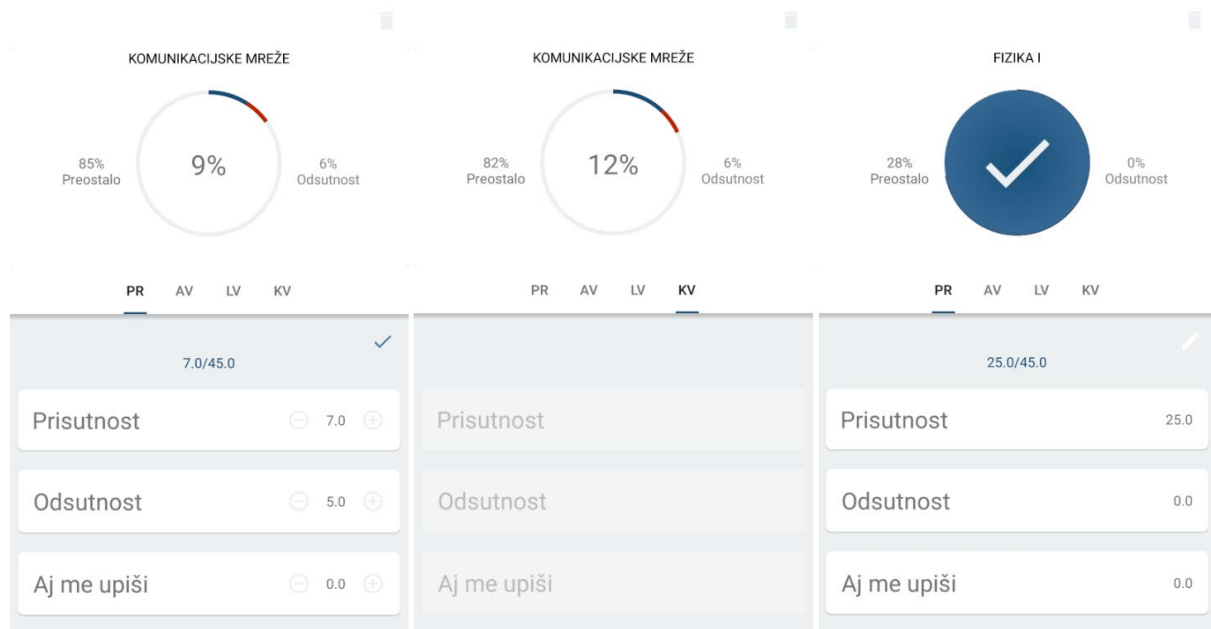 KOMUNIKACIJSKE MREŽE
85%
Preostalo
9%
6%
Odsutnost
PR AV LV KV
7.0/45.0
Prisutnost 7.0
Odsutnost 5.0
Aj me upiši 0.0
KOMUNIKACIJSKE MREŽE
82%
Preostalo
12%
6%
Odsutnost
PR AV LV KV
Prisutnost
Odsutnost
Aj me upiši
FIZIKA I
28%
Preostalo
0%
Odsutnost
PR AV LV KV
25.0/45.0
Prisutnost 25.0
Odsutnost 0.0
Aj me upiši 0.0